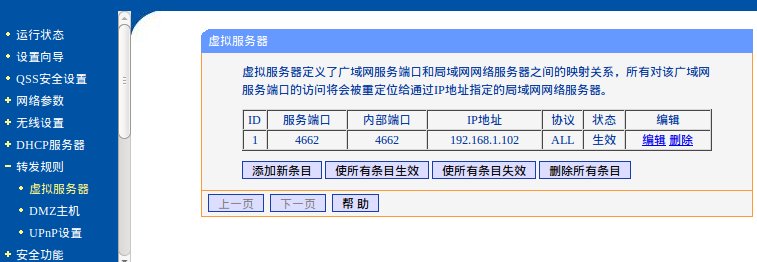 运行状态
设置向导
QSS安全设置
网络参数
无线设置
DHCP服务器
转发规则
虚拟服务器
DMZ主机
UPnP设置
安全功能
虚拟服务器
虚拟服务器定义了广域网服务端口和局域网网络服务器之间的映射关系，所有对该广域网
服务端口的访问将会被重定位给通过IP地址指定的局域网网络服务器。
ID 服务端口 内部端口 IP地址 协议 状态 编辑
1 4662 4662 192.168.1.102 ALL 生效 编辑 删除
添加新条目 使所有条目生效 使所有条目失效 删除所有条目
上一页 下一页 帮 助